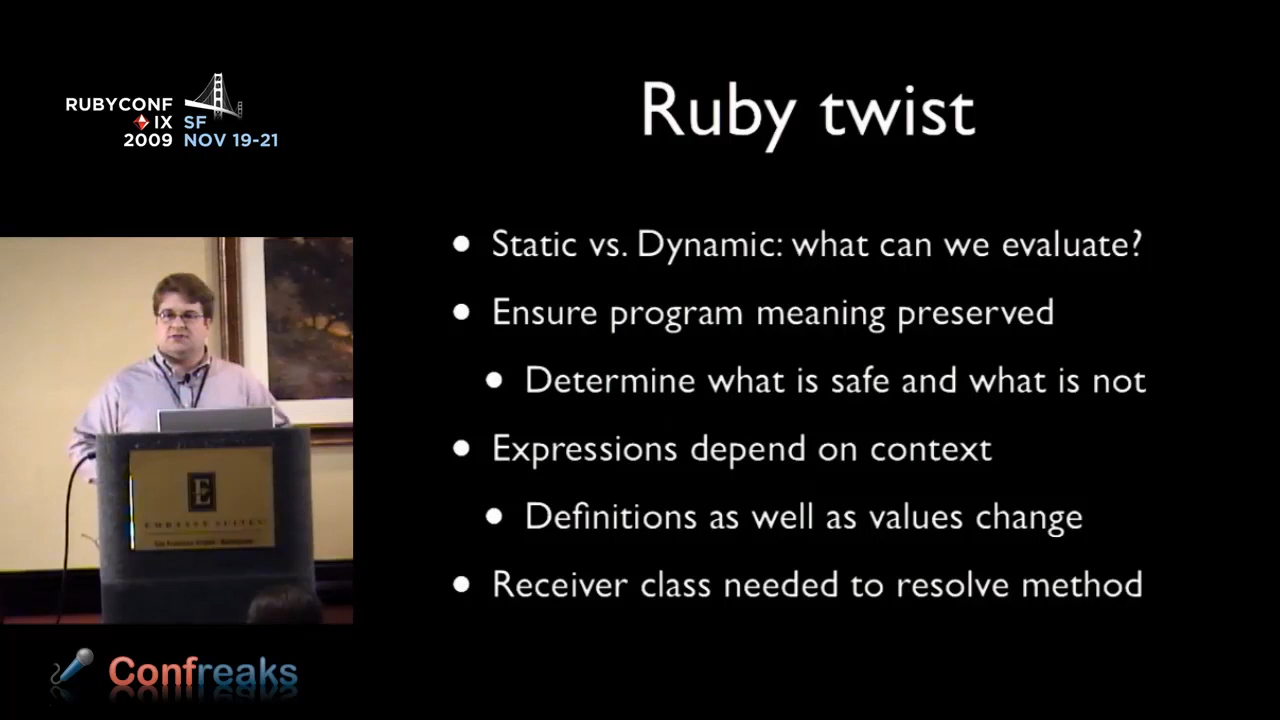 RUBYCONF
IX SF
2009 NOV 19-21
Ruby twist
Static vs. Dynamic: what can we evaluate?
Ensure program meaning preserved
Determine what is safe and what is not
Expressions depend on context
Definitions as well as values change
Receiver class needed to resolve method
E
EMBASSY SUITES
Confreaks